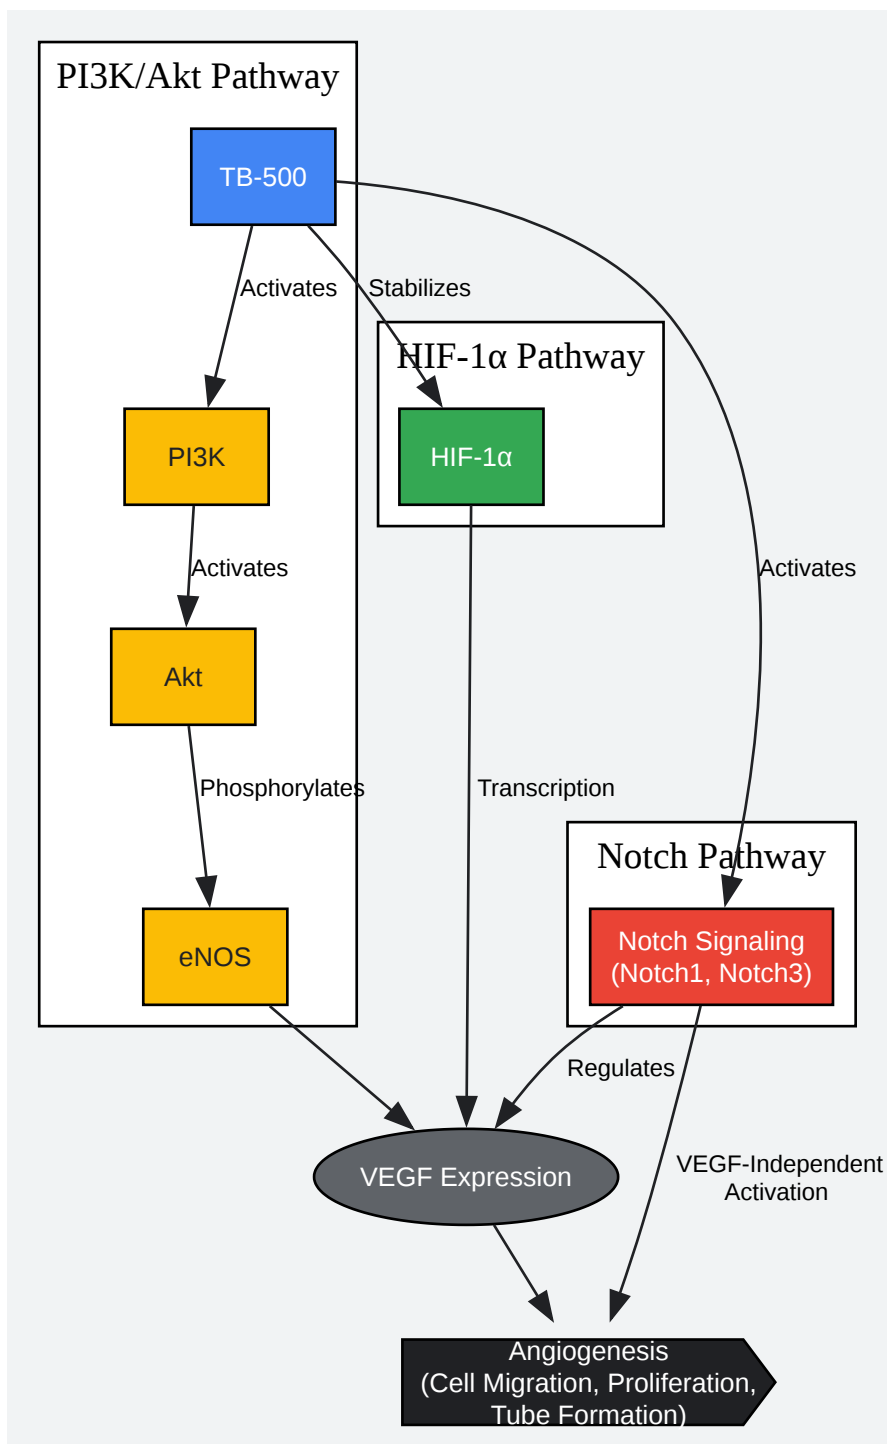 PI3K/Akt Pathway
TB-500
Activates
Stabilizes
HIF-1α Pathway
PI3K
HIF-1α
Activates
Activates
Akt
Phosphorylates
Transcription
Notch Pathway
eNOS
Notch Signaling
(Notch1, Notch3)
Regulates
VEGF Expression
VEGF-Independent
Activation
Angiogenesis
(Cell Migration, Proliferation,
Tube Formation)